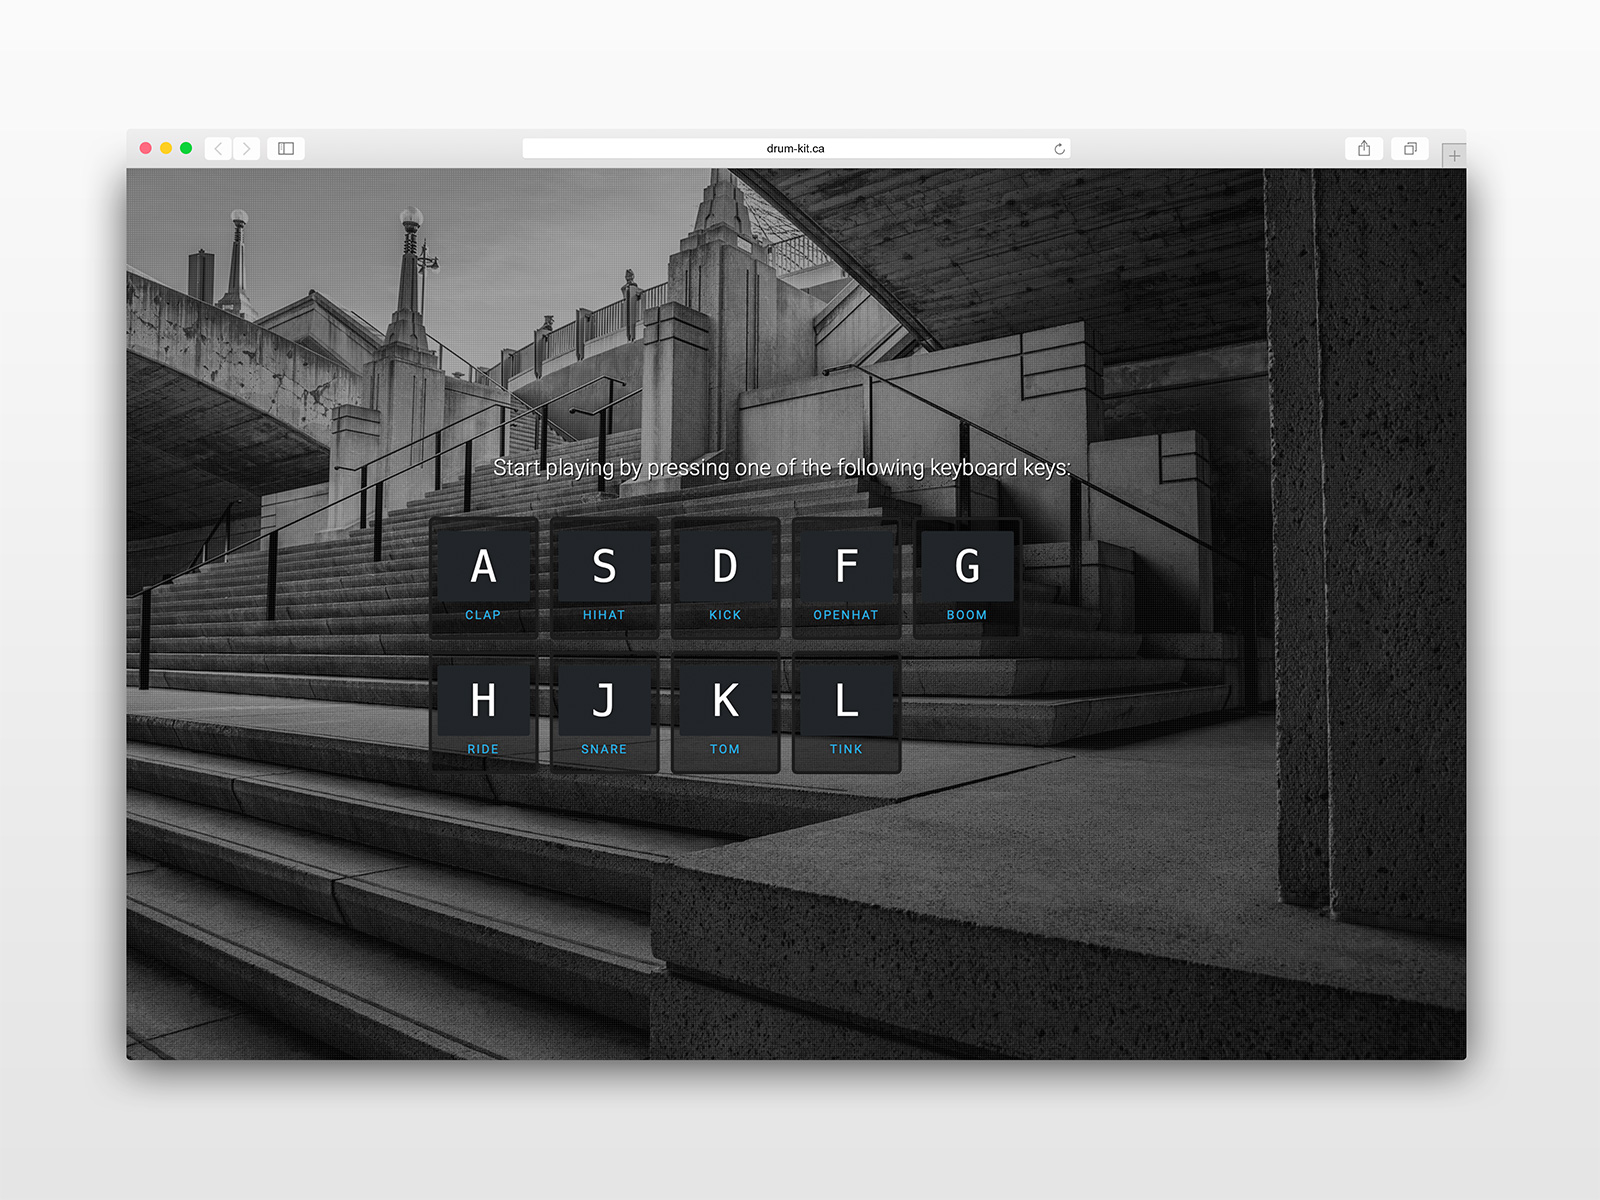 drum-kit.ca
Start playing by pressing one of the following keyboard keys:
A S D F G
CLAP HIHAT KICK OPENHAT BOOM
H J K L
RIDE SNARE TOM TINK